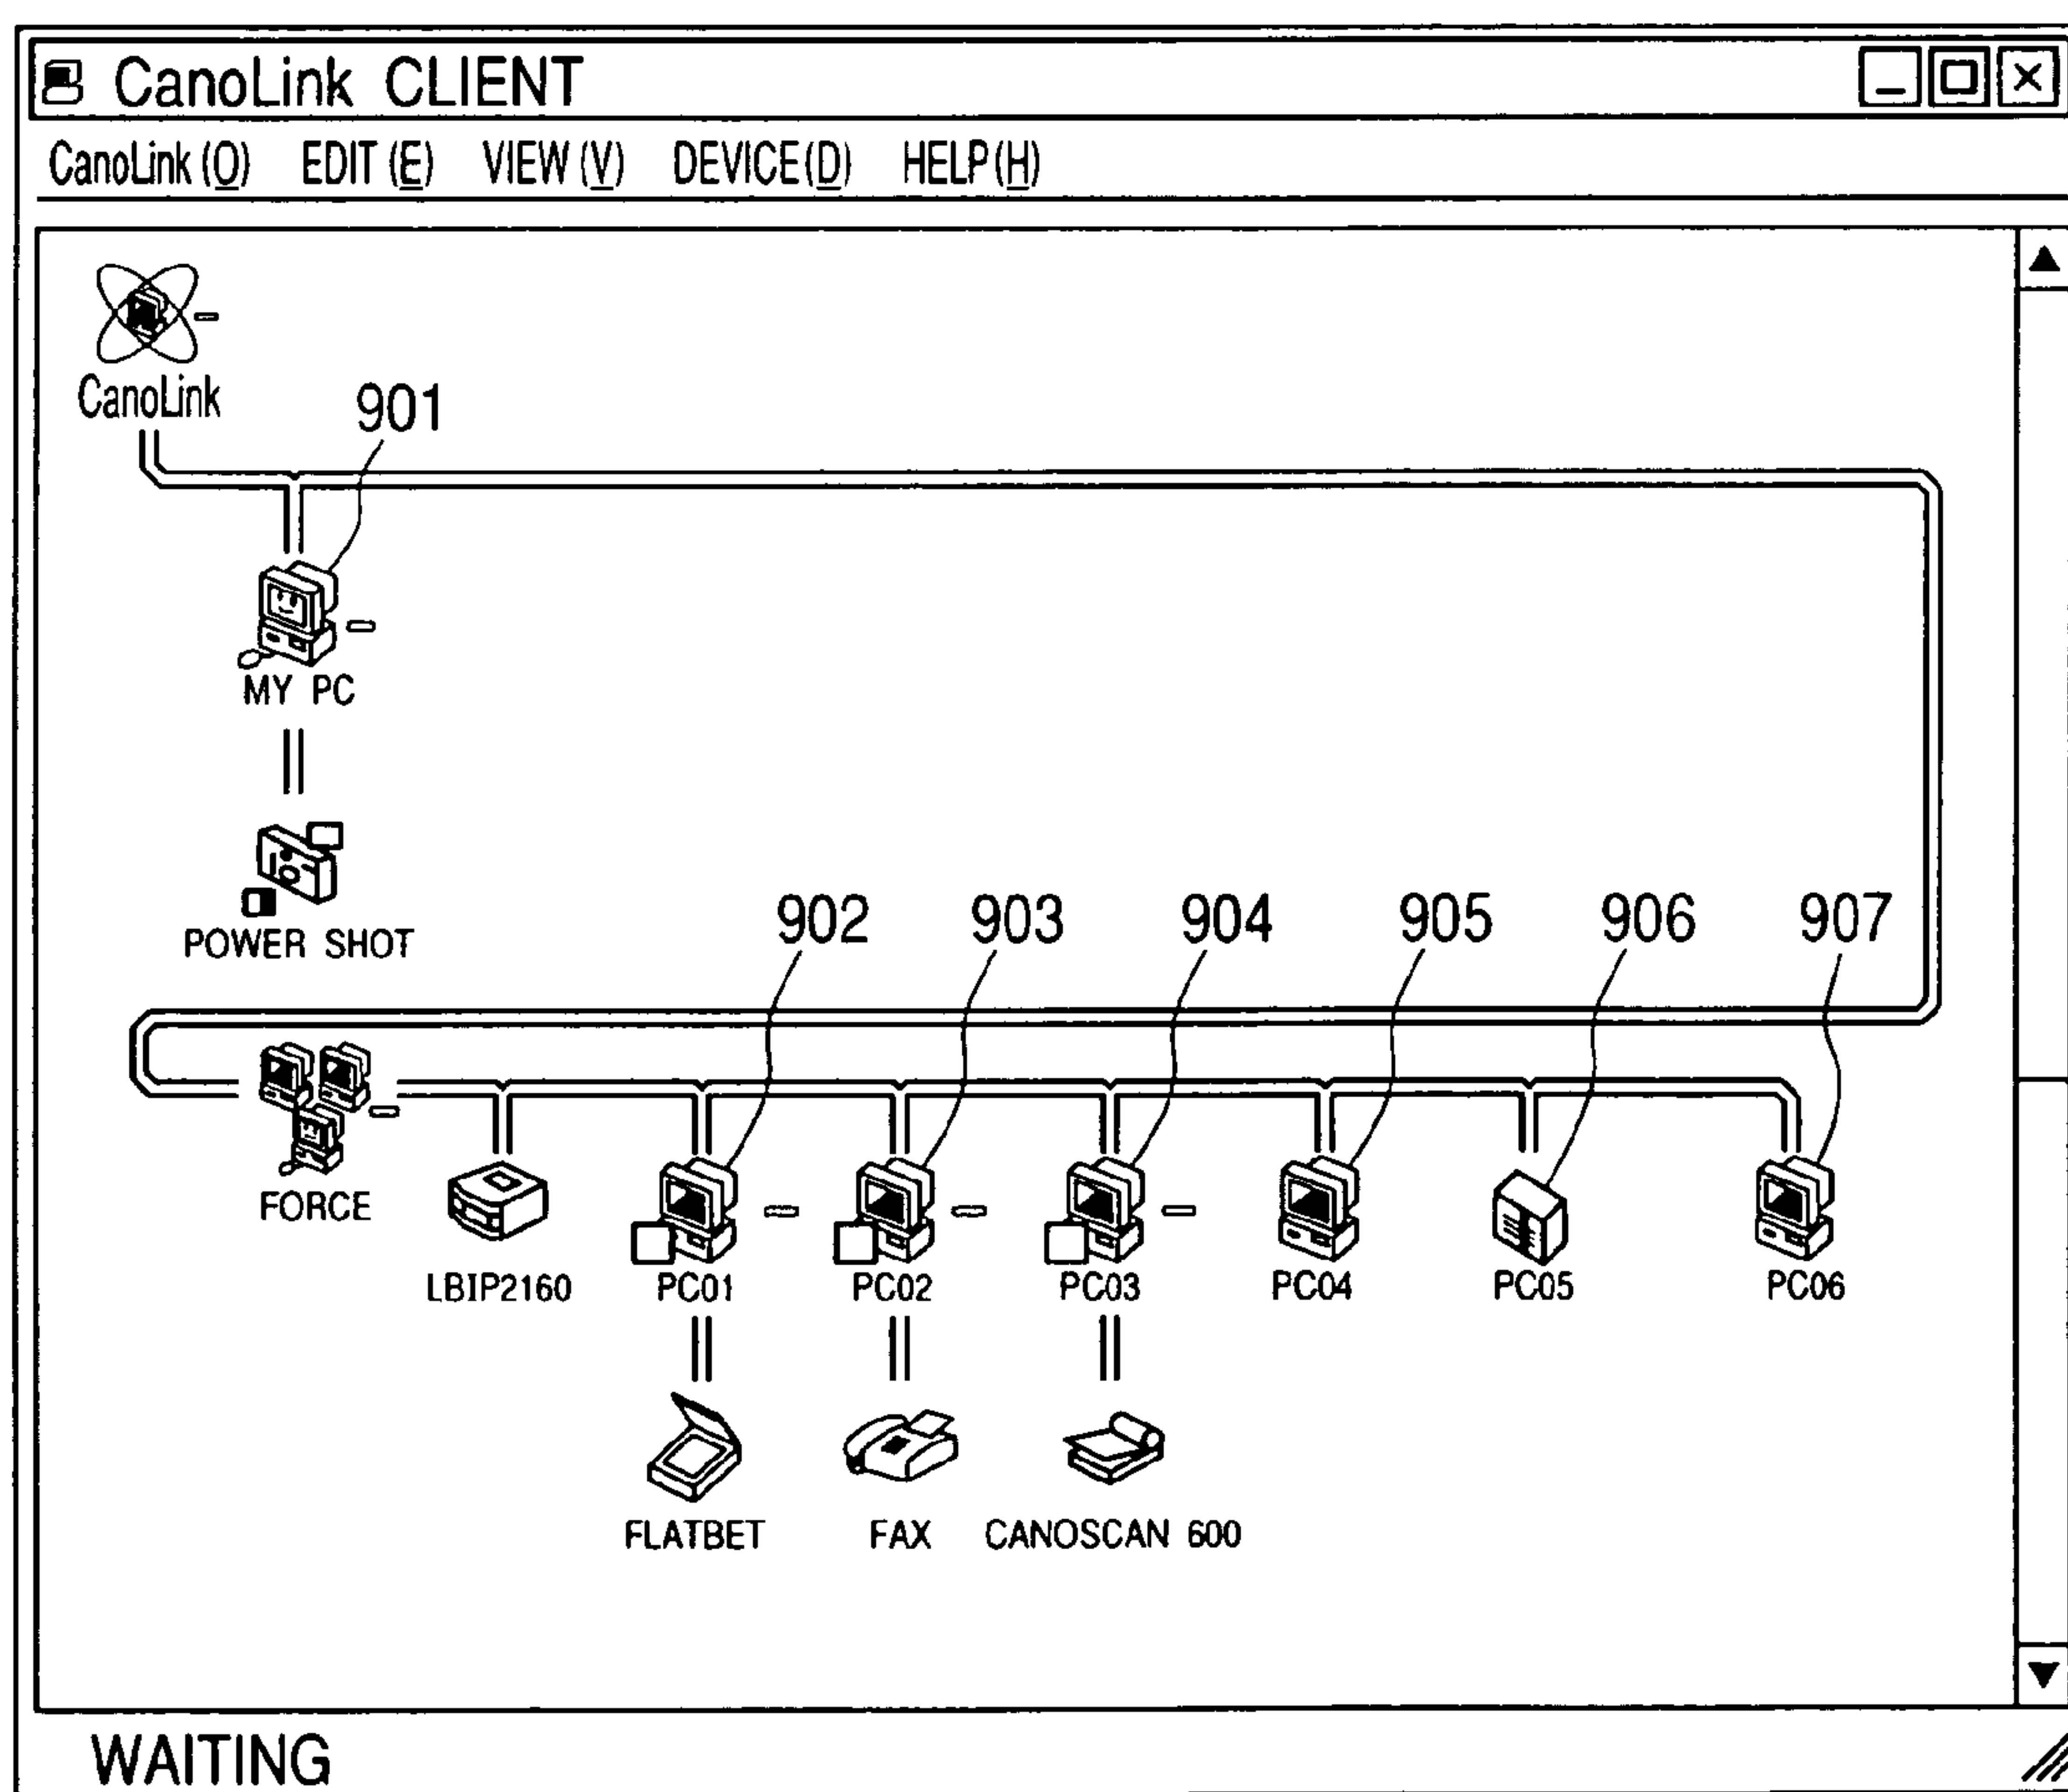 CanoLink CLIENT
CanoLink (O) EDIT (E) VIEW (V) DEVICE (D) HELP (H)
CanoLink
901
MY PC
POWER SHOT
902 903 904 905 906 907
FORCE
LBIP2160 PC01 PC02 PC03 PC04 PC05 PC06
FLATBET FAX CANOSCAN 600
WAITING